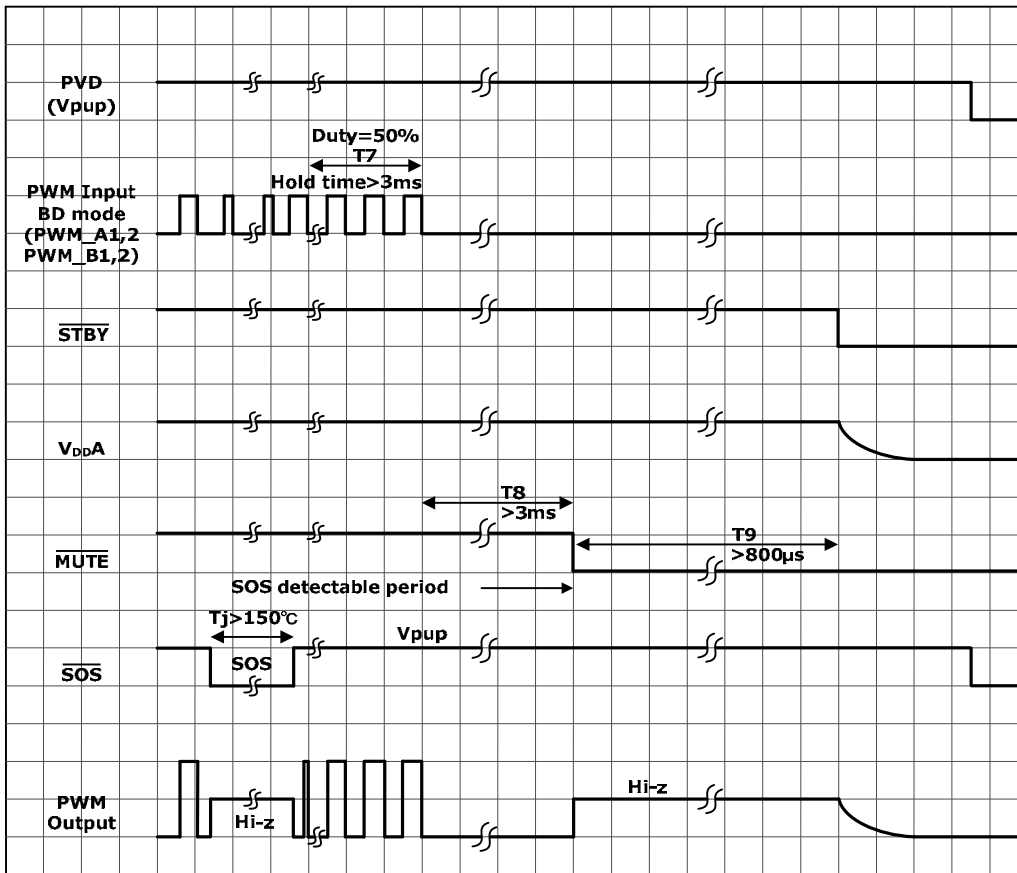 PVD
(Vpup)
Duty=50%
T7
Hold time>3ms
PWM Input
BD mode
(PWM_A1,2
PWM_B1,2)
STBY
VDDA
T8
>3ms
MUTE
T9
>800μs
SOS detectable period
Tj>150℃
Vpup
SOS
SOS
PWM
Output
Hi-z
Hi-z